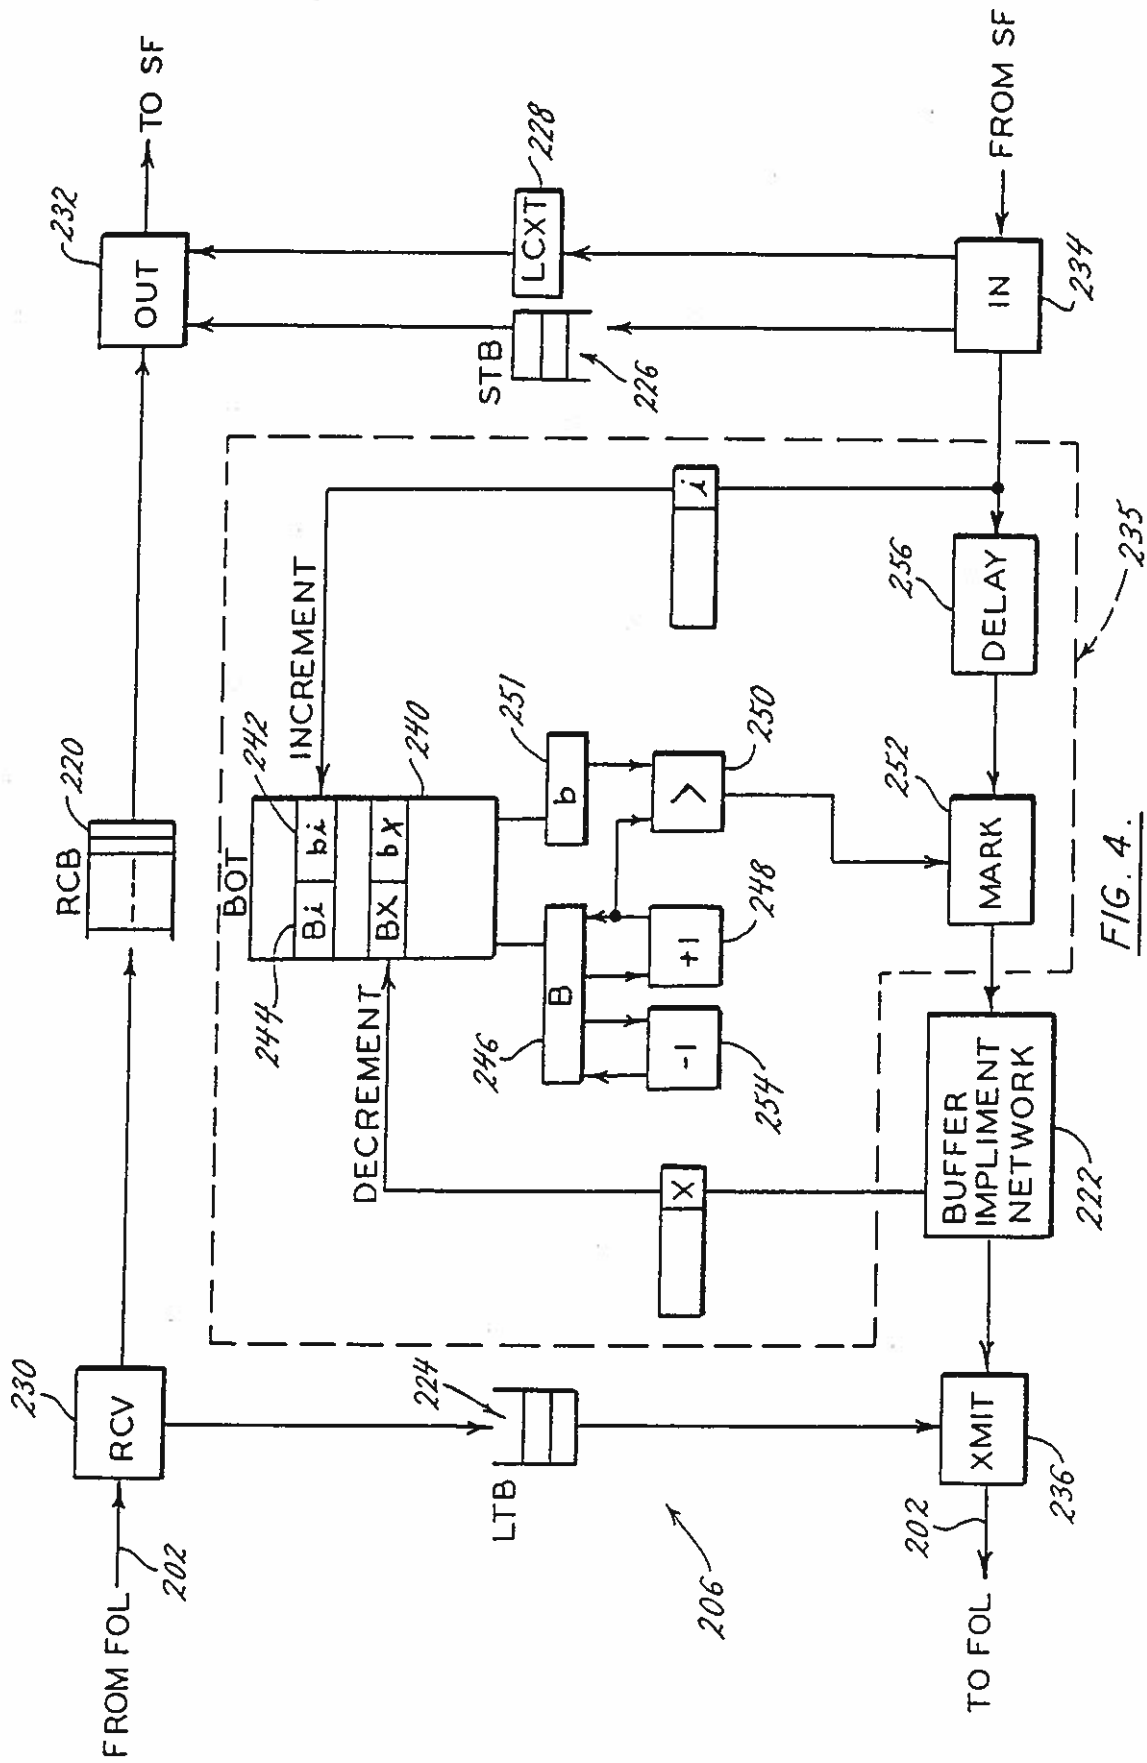 FROM FOL
202
230
RCV
RCB
220
232
OUT
TO SF
224
LTB
206
DECREMENT
BOT
244
242
Bi
bi
BX
bX
240
INCREMENT
246
B
b
251
-1
+1
>
254
248
250
X
i
STB
226
LCXT
228
TO FOL
202
XMIT
236
BUFFER
IMPLIMENT
NETWORK
222
MARK
252
DELAY
256
235
IN
234
FROM SF
FIG. 4.